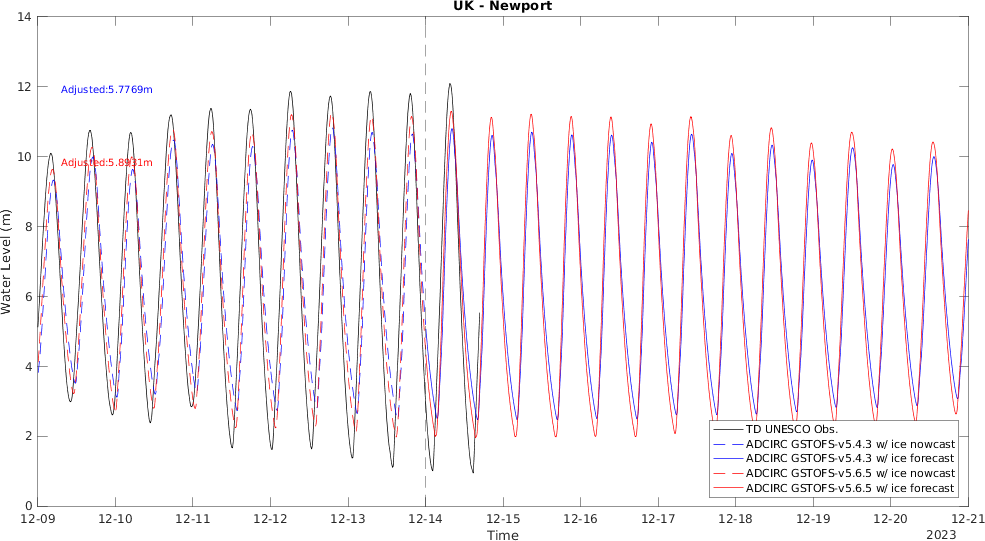 UK - Newport
Water Level (m)
14
12
10
8
6
4
2
0
Adjusted:5.7769m
Adjusted:5.8931m
TD UNESCO Obs.
ADCIRC GSTOFS-v5.4.3 w/ ice nowcast
ADCIRC GSTOFS-v5.4.3 w/ ice forecast
ADCIRC GSTOFS-v5.6.5 w/ ice nowcast
ADCIRC GSTOFS-v5.6.5 w/ ice forecast
12-09 12-10 12-11 12-12 12-13 12-14 12-15 12-16 12-17 12-18 12-19 12-20 12-21
Time
2023